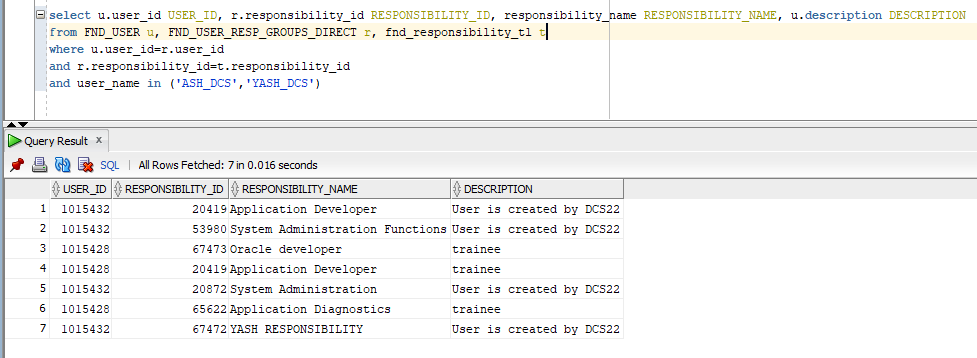 select u.user_id USER_ID, r.responsibility_id RESPONSIBILITY_ID, responsibility_name RESPONSIBILITY_NAME, u.description DESCRIPTION
from FND_USER u, FND_USER_RESP_GROUPS_DIRECT r, fnd_responsibility_tl t
where u.user_id=r.user_id
and r.responsibility_id=t.responsibility_id
and user_name in ('ASH_DCS','YASH_DCS')
Query Result x
SQL | All Rows Fetched: 7 in 0.016 seconds
USER_ID RESPONSIBILITY_ID RESPONSIBILITY_NAME DESCRIPTION
1 1015432 20419 Application Developer User is created by DCS22
2 1015432 53980 System Administration Functions User is created by DCS22
3 1015428 67473 Oracle developer trainee
4 1015428 20419 Application Developer trainee
5 1015432 20872 System Administration User is created by DCS22
6 1015428 65622 Application Diagnostics trainee
7 1015432 67472 YASH RESPONSIBILITY User is created by DCS22